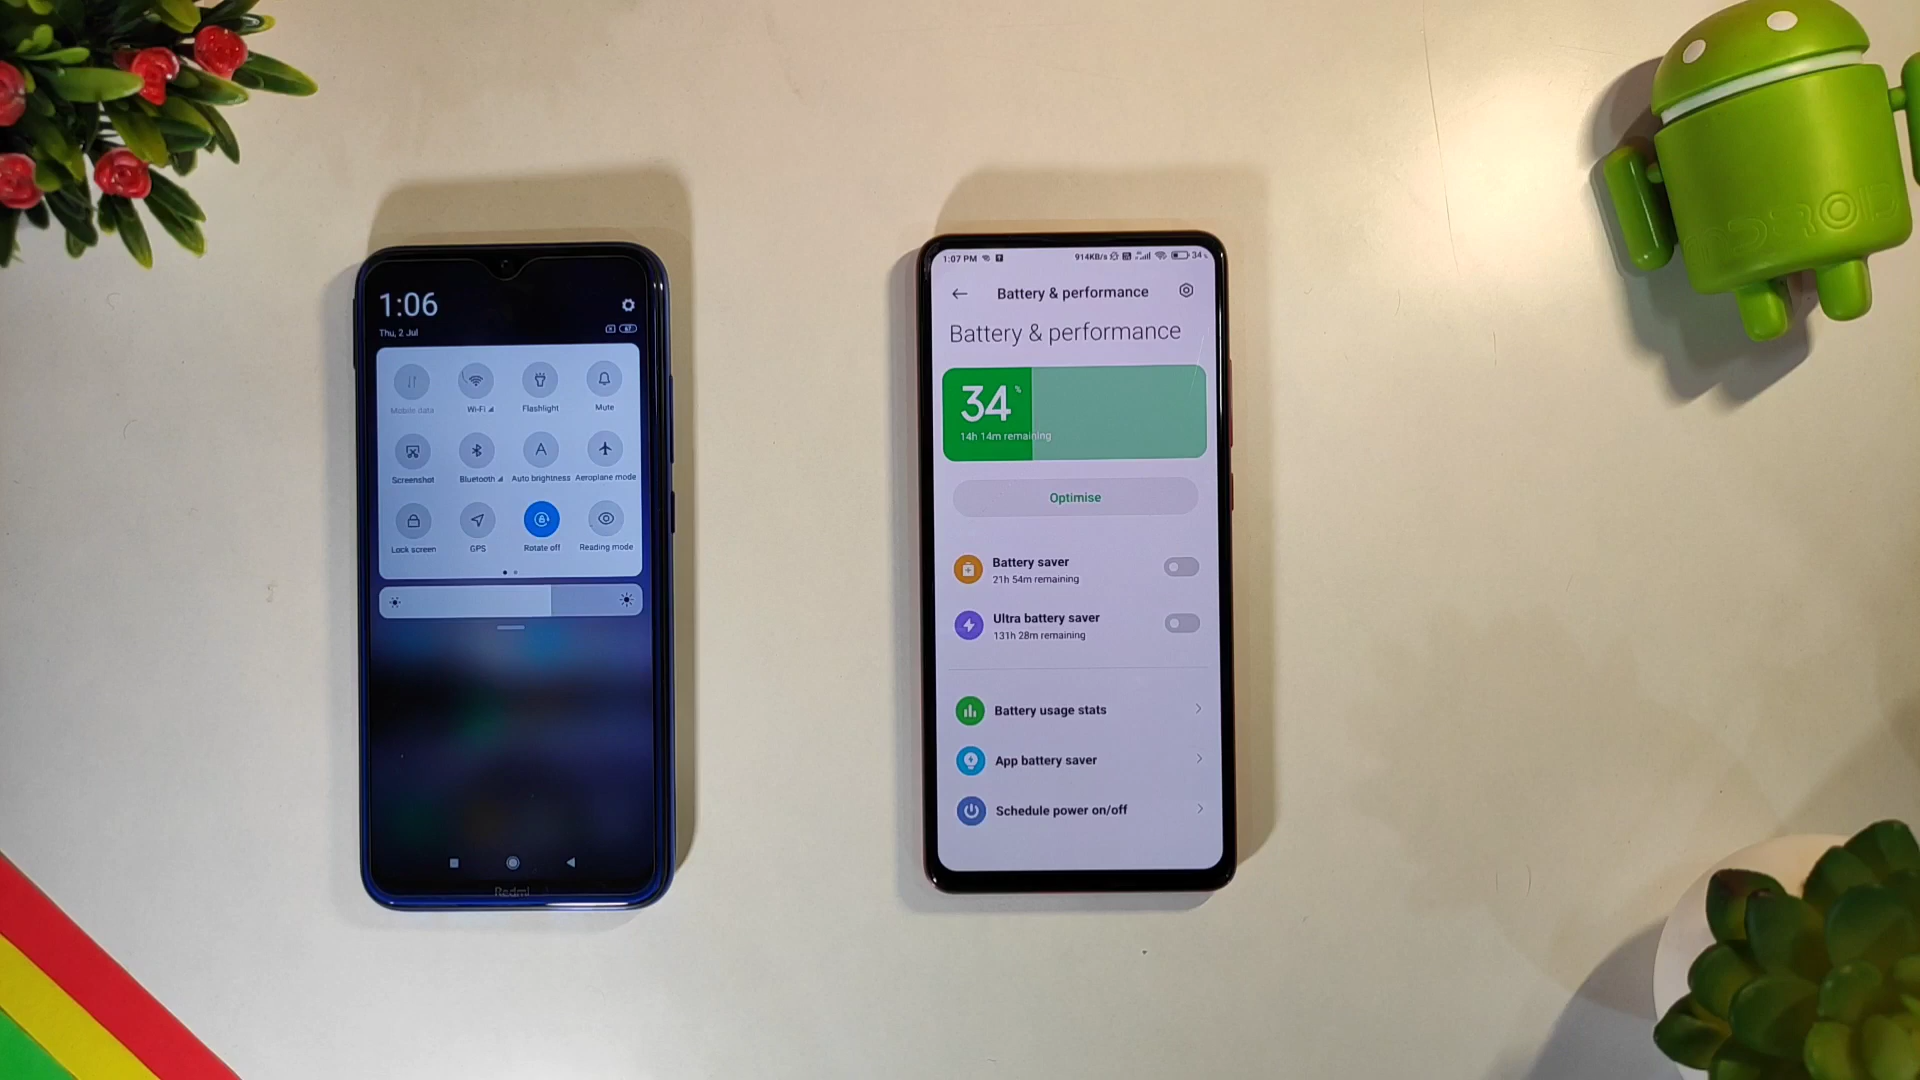 1:06
Thu, 2 Jul
67
Mobile data
Wi-Fi
Flashlight
Mute
Screenshot
Bluetooth
Auto brightness
Aeroplane mode
Lock screen
GPS
Rotate off
Reading mode
Redmi
1:07 PM
914KB/s
34
Battery & performance
Battery & performance
34%
14h 14m remaining
Optimise
Battery saver
21h 54m remaining
Ultra battery saver
131h 28m remaining
Battery usage stats
App battery saver
Schedule power on/off